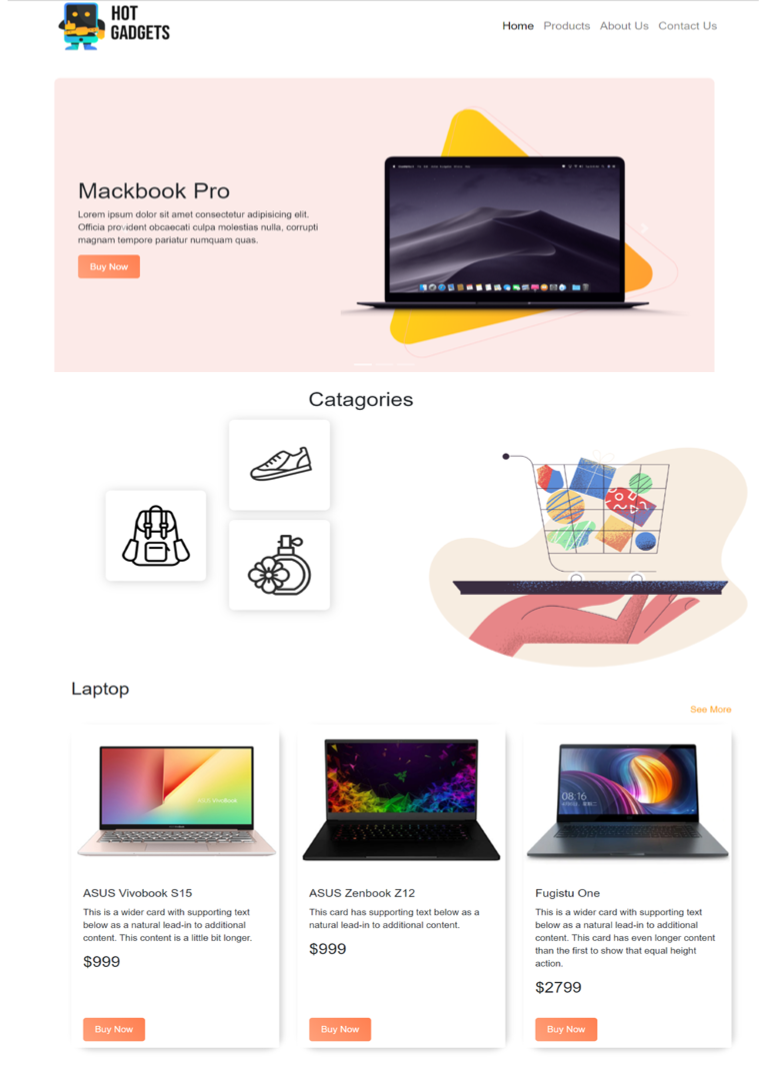 HOT
GADGETS
Home Products About Us Contact Us
Mackbook Pro
Lorem ipsum dolor sit amet consectetur adipisicing elit.
Officia provident obcaecati culpa molestias nulla, corrupti
magnam tempore pariatur numquam quas.
Buy Now
Catagories
Laptop
See More
ASUS Vivobook
08:16
ASUS Vivobook S15
This is a wider card with supporting text
below as a natural lead-in to additional
content. This content is a little bit longer.
$999
Buy Now
ASUS Zenbook Z12
This card has supporting text below as a
natural lead-in to additional content.
$999
Buy Now
Fugistu One
This is a wider card with supporting text
below as a natural lead-in to additional
content. This card has even longer content
than the first to show that equal height
action.
$2799
Buy Now